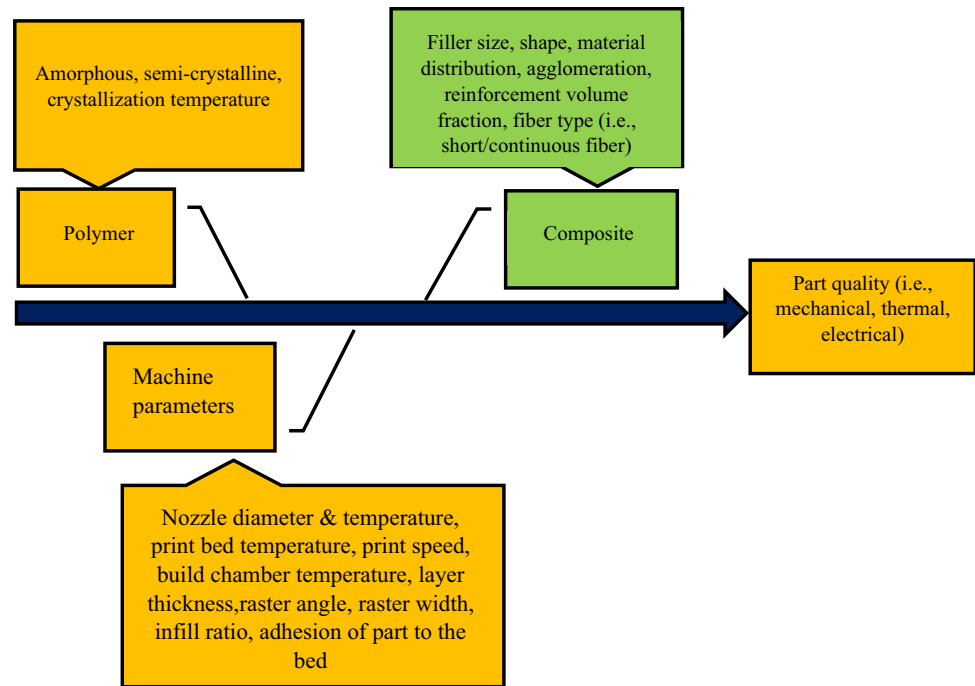 Amorphous, semi-crystalline,
crystallization temperature
Polymer
Filler size, shape, material
distribution, agglomeration,
reinforcement volume
fraction, fiber type (i.e.,
short/continuous fiber)
Composite
Part quality (i.e.,
mechanical, thermal,
electrical)
Machine
parameters
Nozzle diameter & temperature,
print bed temperature, print speed,
build chamber temperature, layer
thickness,raster angle, raster width,
infill ratio, adhesion of part to the
bed